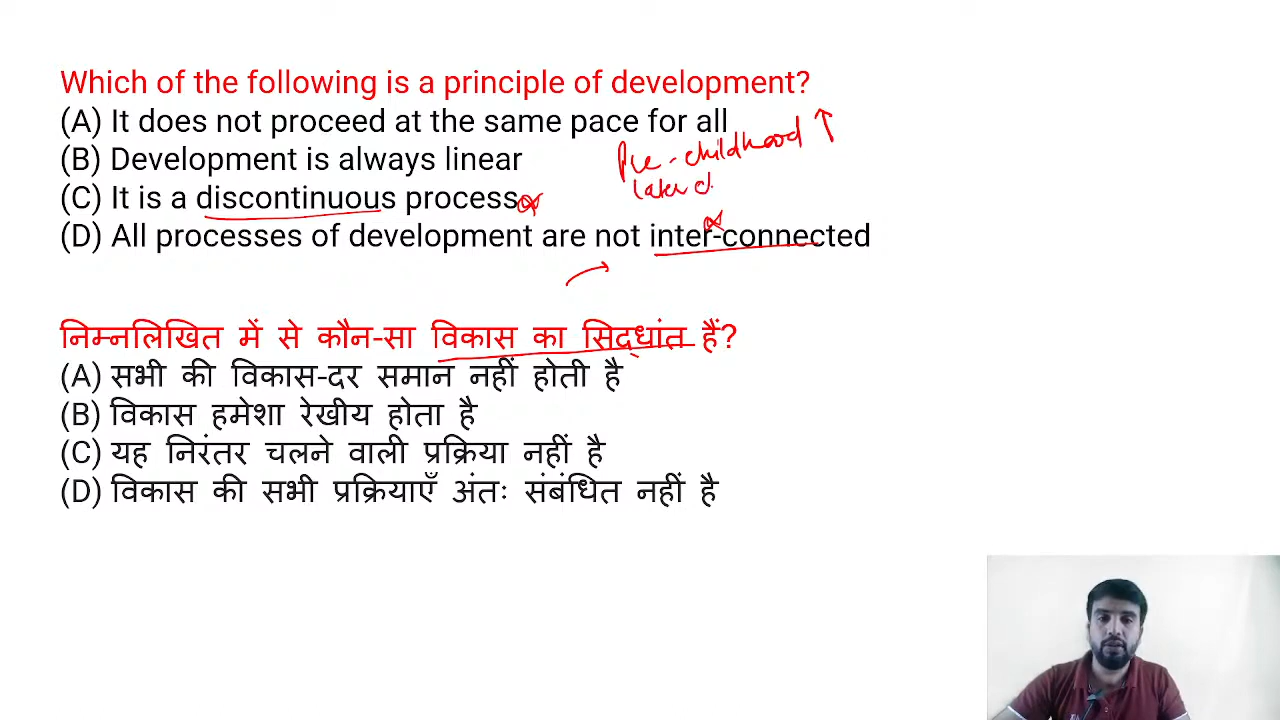 Which of the following is a principle of development?
(A) It does not proceed at the same pace for all
(B) Development is always linear
Pre-childhood ↑
later c
(C) It is a discontinuous process
(D) All processes of development are not inter-connected
निम्नलिखित में से कौन-सा विकास का सिद्धांत हैं?
(A) सभी की विकास-दर समान नहीं होती है
(B) विकास हमेशा रेखीय होता है
(C) यह निरंतर चलने वाली प्रक्रिया नहीं है
(D) विकास की सभी प्रक्रियाएँ अंतः संबंधित नहीं है